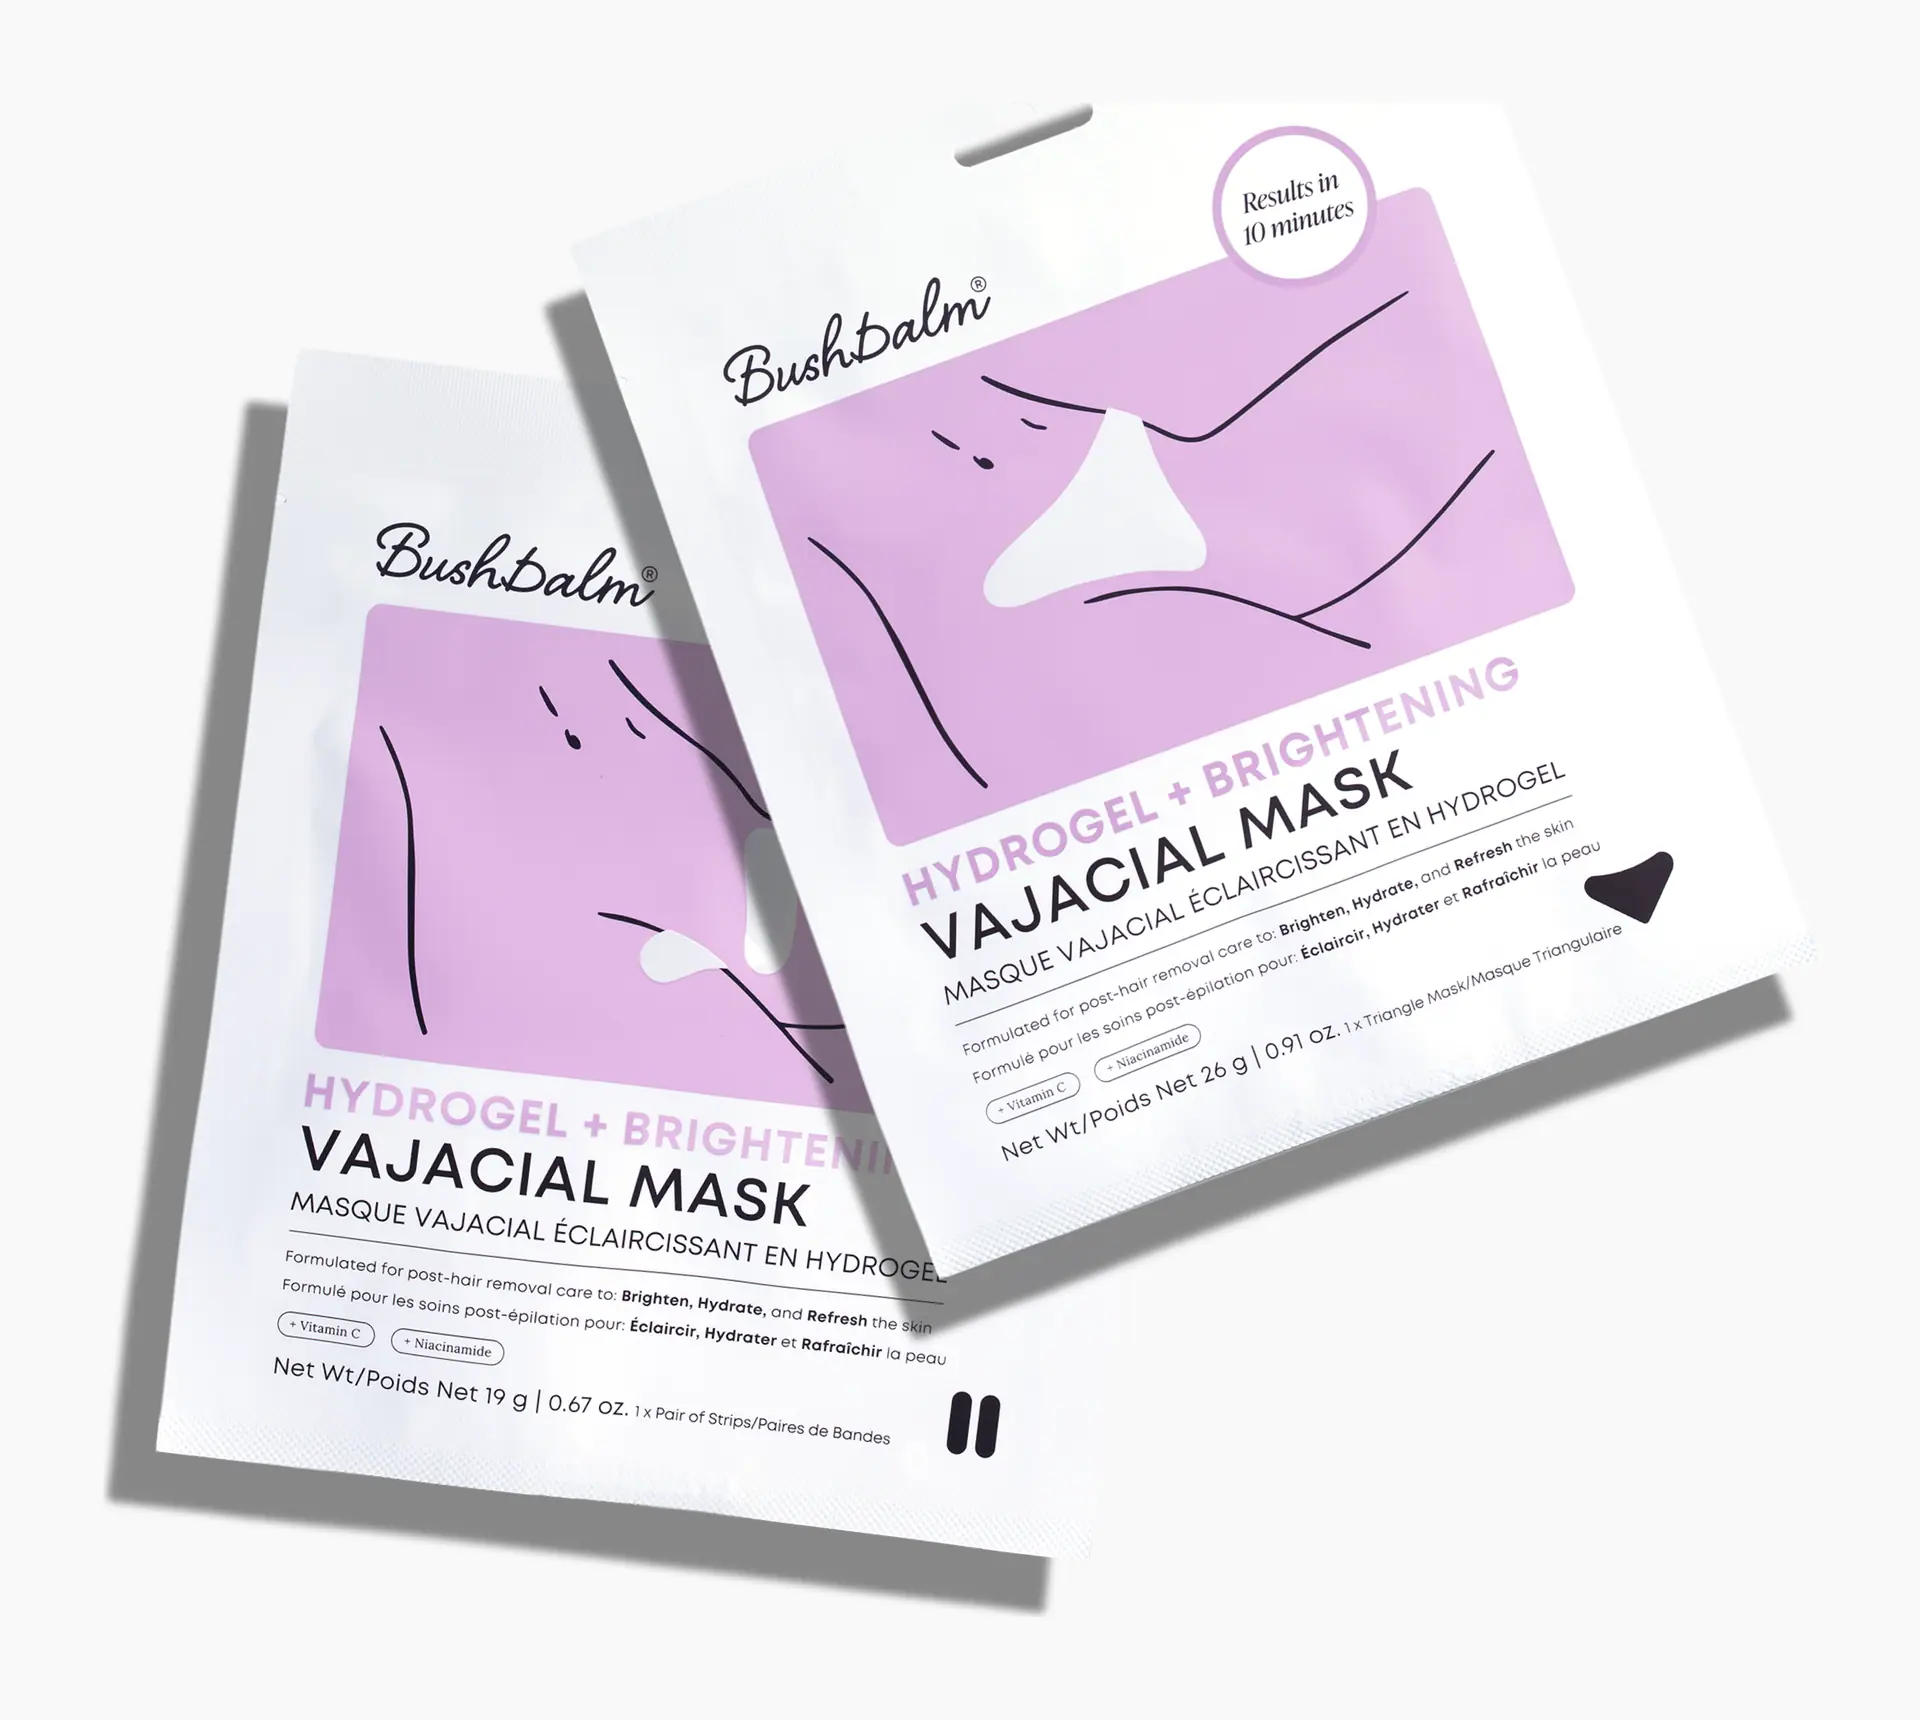 Bushbalm®
HYDROGEL + BRIGHTENI
VAJACIAL MASK
MASQUE VAJACIAL ÉCLAIRCISSANT EN HYDROGEL
Formulated for post-hair removal care to: Brighten, Hydrate, and Refresh the skin
Formulé pour les soins post-épilation pour: Éclaircir, Hydrater et Rafraîchir la peau
+ Vitamin C
+ Niacinamide
Net Wt/Poids Net 19 g | 0.67 oz. 1 x Pair of Strips/Paires de Bandes
Results in
10 minutes
Bushbalm®
HYDROGEL + BRIGHTENING
VAJACIAL MASK
MASQUE VAJACIAL ÉCLAIRCISSANT EN HYDROGEL
Formulated for post-hair removal care to: Brighten, Hydrate, and Refresh the skin
Formulé pour les soins post-épilation pour: Éclaircir, Hydrater et Rafraîchir la peau
+ Vitamin C
+ Niacinamide
Net Wt/Poids Net 26 g | 0.91 oz. 1 x Triangle Mask/Masque Triangulaire